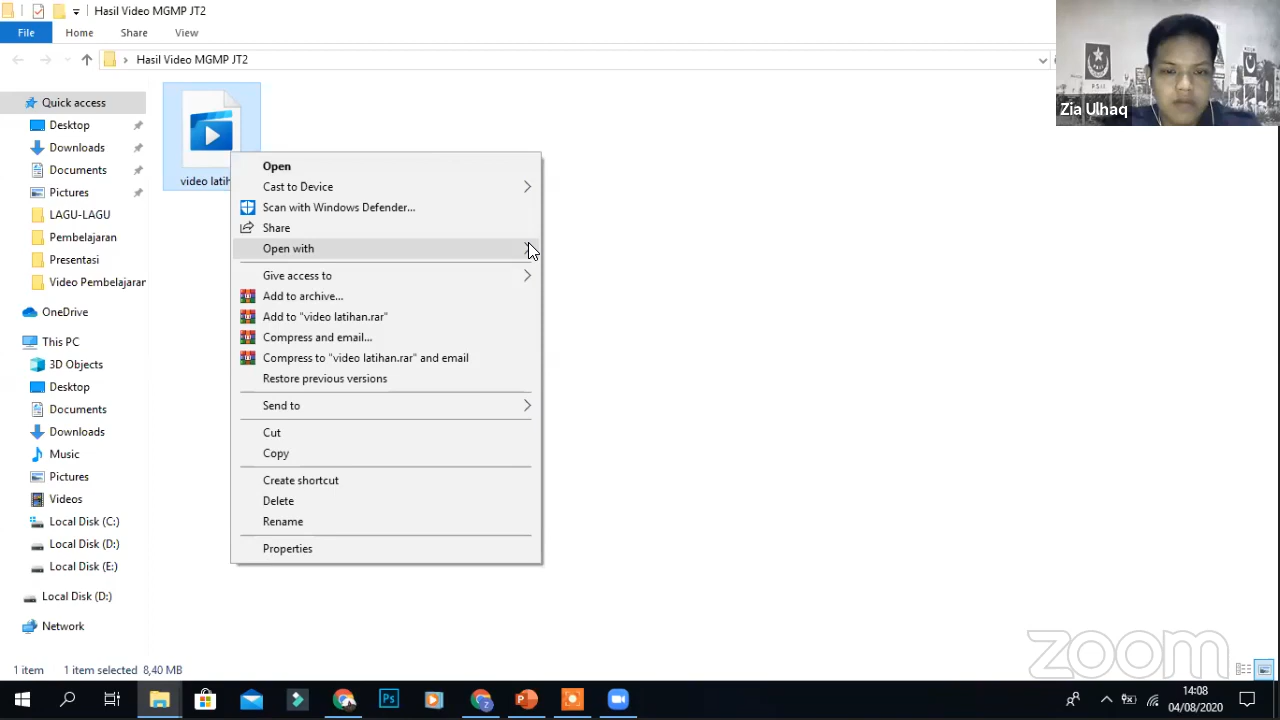 Hasil Video MGMP JT2
File Home Share View
Hasil Video MGMP JT2
Zia Ulhaq
Quick access
Desktop
Downloads
Documents
Pictures
LAGU-LAGU
Pembelajaran
Presentasi
Video Pembelajarar
OneDrive
This PC
3D Objects
Desktop
Documents
Downloads
Music
Pictures
Videos
Local Disk (C:)
Local Disk (D:)
Local Disk (E:)
Local Disk (D:)
Network
video latih
Open
Cast to Device
Scan with Windows Defender...
Share
Open with
Give access to
Add to archive...
Add to "video latihan.rar"
Compress and email...
Compress to "video latihan.rar" and email
Restore previous versions
Send to
Cut
Copy
Create shortcut
Delete
Rename
Properties
zoom
1 item 1 item selected 8,40 MB
Ps
14:08
04/08/2020